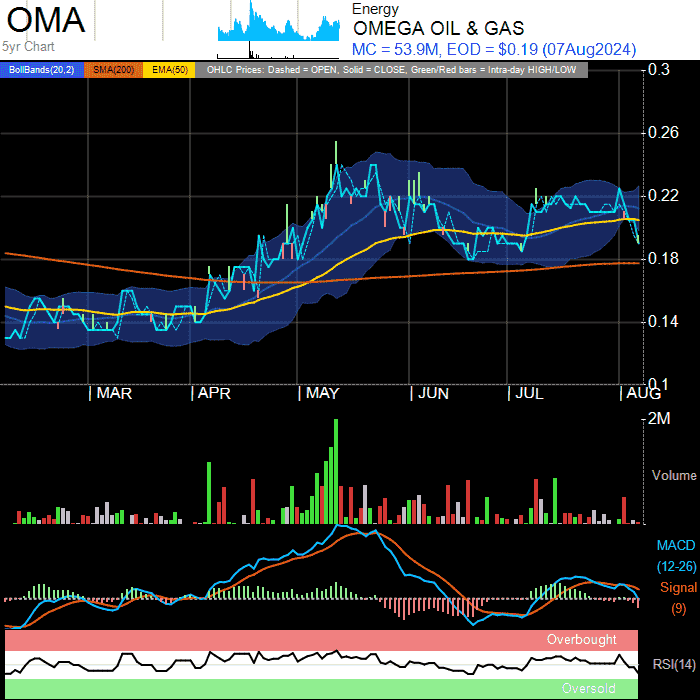 OMA
5yr Chart
Energy
OMEGA OIL & GAS
MC = 53.9M, EOD = $0.19 (07Aug2024)
BollBands(20,2) SMA(200) EMA(50) OHLC Prices: Dashed = OPEN, Solid = CLOSE, Green/Red bars = Intra-day HIGH/LOW
0.3
0.26
0.22
0.18
0.14
0.1
MAR APR MAY JUN JUL AUG
2M
Volume
MACD
(12-26)
Signal
(9)
Overbought
RSI(14)
Oversold